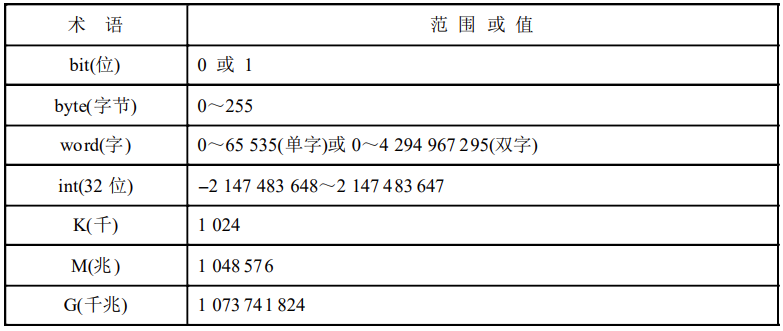 术 语 范 围 或 值
bit(位) 0 或 1
byte(字节) 0～255
word(字) 0～65 535(单字)或 0～4 294 967 295(双字)
int(32 位) –2 147 483 648～2 147 483 647
K(千) 1 024
M(兆) 1 048 576
G(千兆) 1 073 741 824